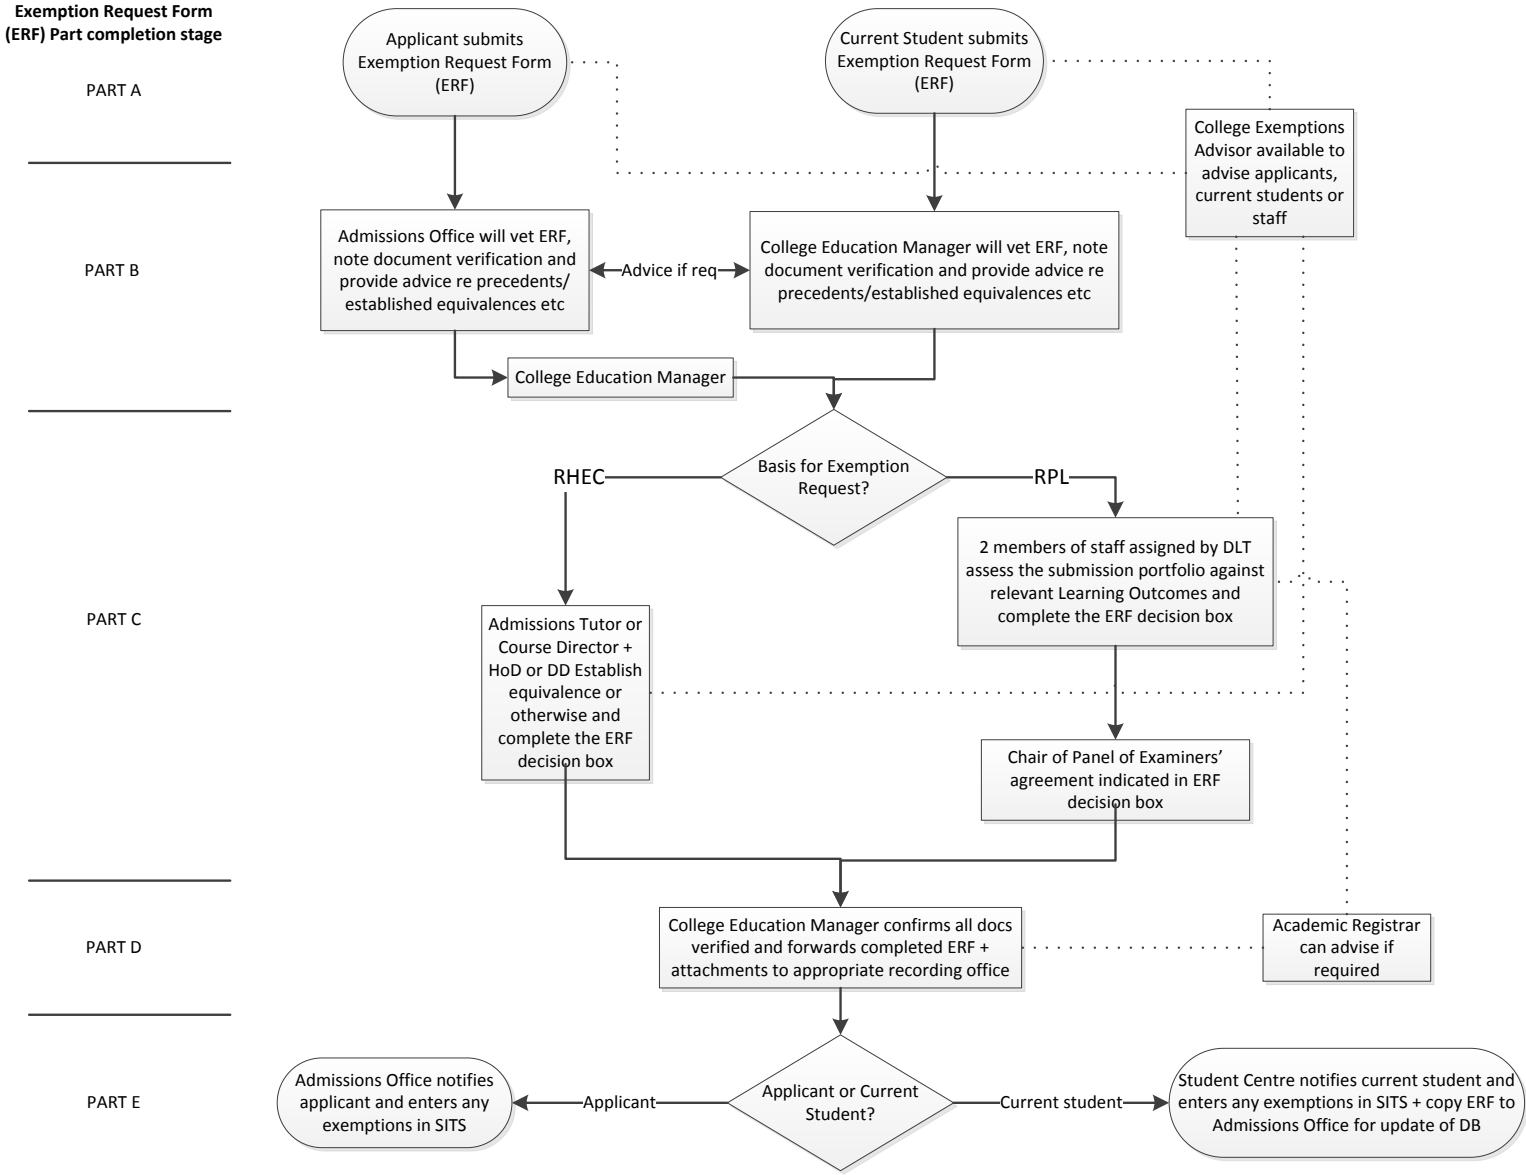 Exemption Request Form
(ERF) Part completion stage
PART A
Applicant submits
Exemption Request Form
(ERF)
Current Student submits
Exemption Request Form
(ERF)
College Exemptions
Advisor available to
advise applicants,
current students or
staff
PART B
Admissions Office will vet ERF,
note document verification and
provide advice re precedents/
established equivalences etc
Advice if req
College Education Manager will vet ERF, note
document verification and provide advice re
precedents/established equivalences etc
College Education Manager
PART C
Basis for Exemption
Request?
RHEC
RPL
2 members of staff assigned by DLT
assess the submission portfolio against
relevant Learning Outcomes and
complete the ERF decision box
Admissions Tutor or
Course Director +
HoD or DD Establish
equivalence or
otherwise and
complete the ERF
decision box
Chair of Panel of Examiners’
agreement indicated in ERF
decision box
PART D
College Education Manager confirms all docs
verified and forwards completed ERF +
attachments to appropriate recording office
Academic Registrar
can advise if
required
PART E
Admissions Office notifies
applicant and enters any
exemptions in SITS
Applicant
Applicant or Current
Student?
Current student
Student Centre notifies current student and
enters any exemptions in SITS + copy ERF to
Admissions Office for update of DB